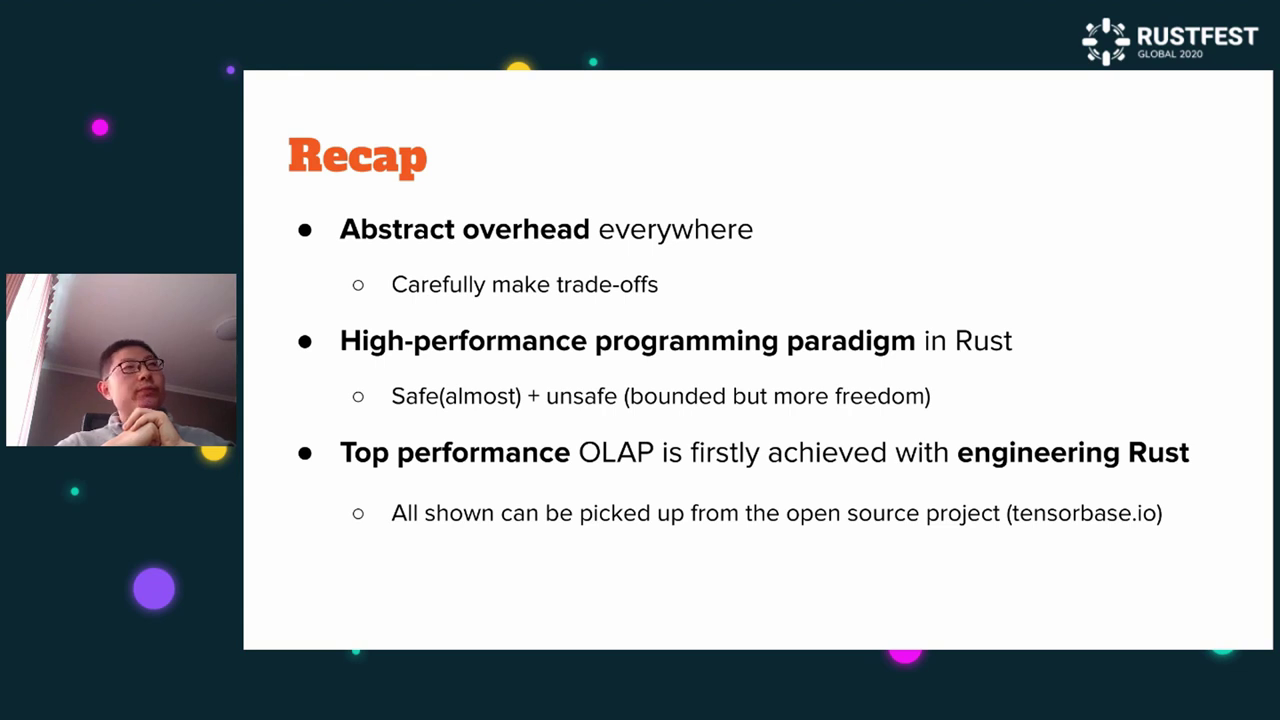 RUSTFEST
GLOBAL 2020
Recap
● Abstract overhead everywhere
○ Carefully make trade-offs
● High-performance programming paradigm in Rust
○ Safe(almost) + unsafe (bounded but more freedom)
● Top performance OLAP is firstly achieved with engineering Rust
○ All shown can be picked up from the open source project (tensorbase.io)